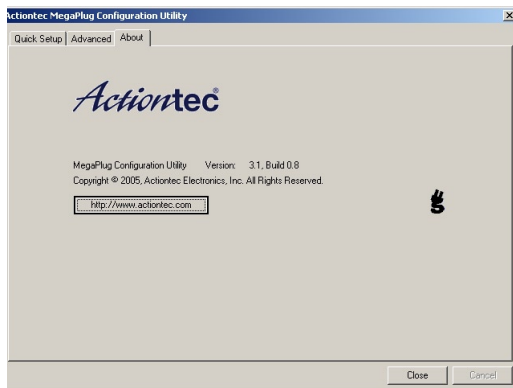 Actiontec MegaPlug Configuration Utility
Quick Setup Advanced About
Actiontec®
MegaPlug Configuration Utility Version: 3.1, Build 0.8
Copyright © 2005, Actiontec Electronics, Inc. All Rights Reserved.
http://www.actiontec.com
Close Cancel